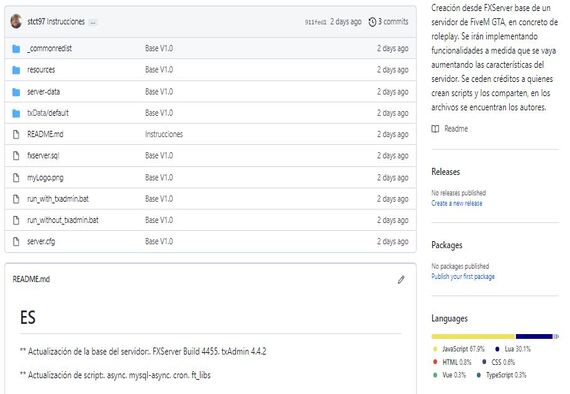 stct97 Instrucciones ...
911fed1 2 days ago 3 commits
_commonredist Base V1.0 2 days ago
resources Base V1.0 2 days ago
server-data Base V1.0 2 days ago
txData/default Base V1.0 2 days ago
README.md Instrucciones 2 days ago
fxserver.sql Base V1.0 2 days ago
myLogo.png Base V1.0 2 days ago
run_with_txadmin.bat Base V1.0 2 days ago
run_without_txadmin.bat Base V1.0 2 days ago
server.cfg Base V1.0 2 days ago
README.md
ES
** Actualización de la base del servidor:. FXServer Build 4455. txAdmin 4.4.2
** Actualización de script:. async. mysql-async. cron. ft_libs
Creación desde FXServer base de un
servidor de FiveM GTA, en concreto de
roleplay. Se irán implementando
funcionalidades a medida que se vaya
aumentando las características del
servidor. Se ceden créditos a quienes
crean scripts y los comparten, en los
archivos se encuentran los autores.
Readme
Releases
No releases published
Create a new release
Packages
No packages published
Publish your first package
Languages
JavaScript 67.9% Lua 30.1%
HTML 0.8% CSS 0.6%
Vue 0.3% TypeScript 0.3%